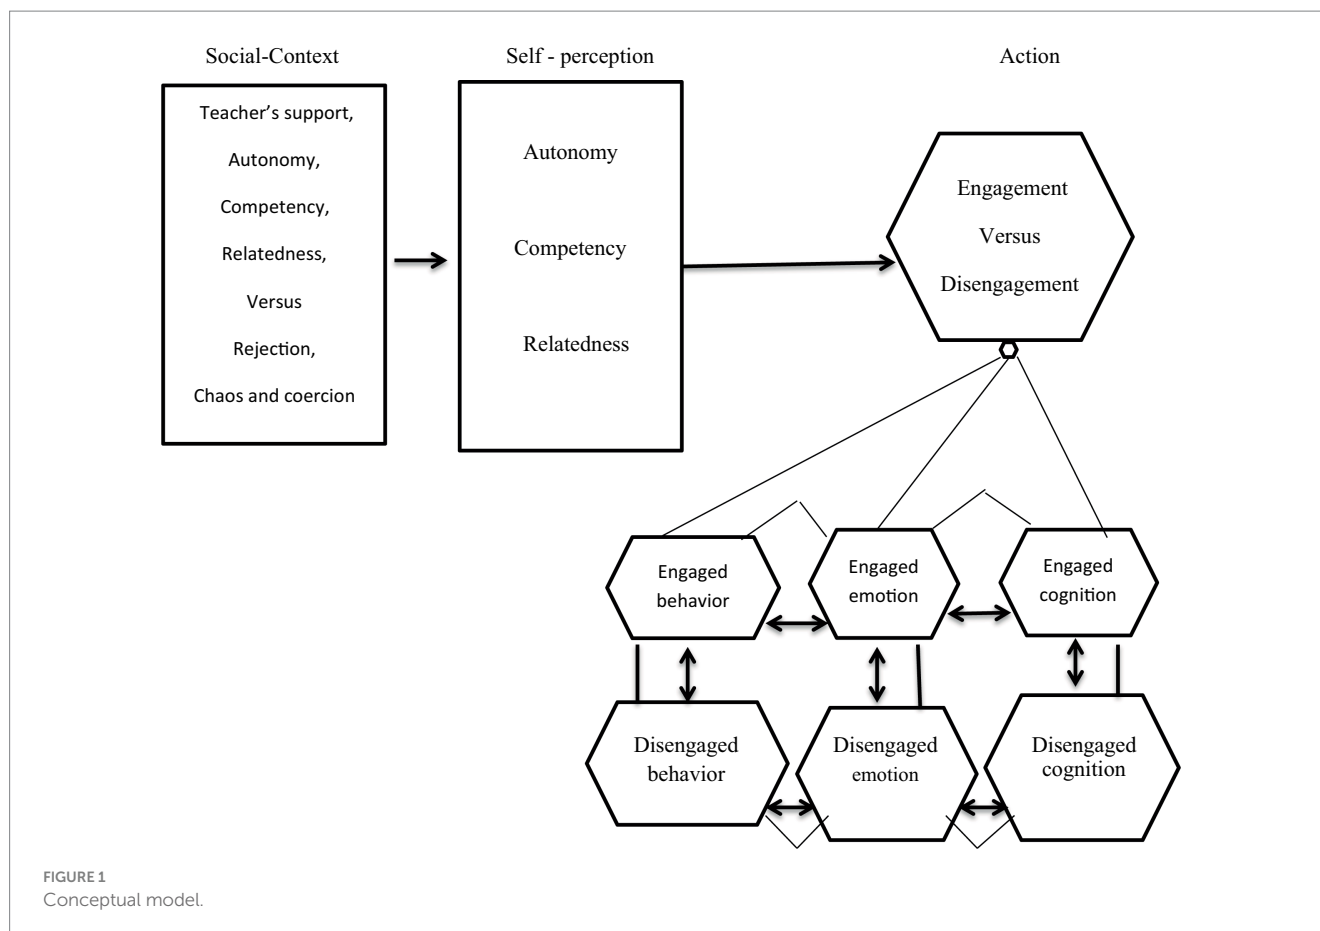 Social-Context
Self - perception
Action
Teacher’s support,
Autonomy,
Competency,
Relatedness,
Versus
Rejection,
Chaos and coercion
Autonomy
Competency
Relatedness
Engagement
Versus
Disengagement
Engaged
behavior
Engaged
emotion
Engaged
cognition
Disengaged
behavior
Disengaged
emotion
Disengaged
cognition
FIGURE 1
Conceptual model.